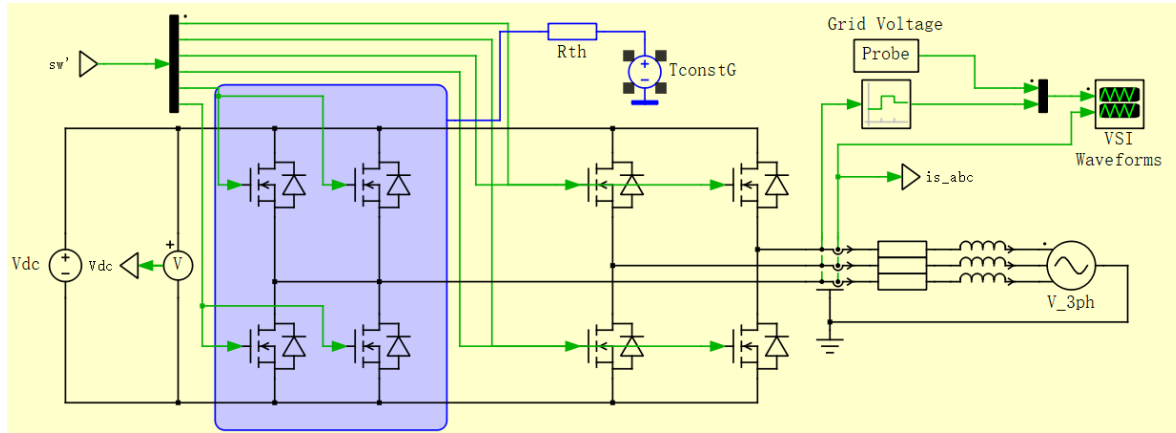 Grid Voltage
Probe
sw'
Rth
TconstG
VSI
Waveforms
is_abc
Vdc
Vdc
V
V_3ph